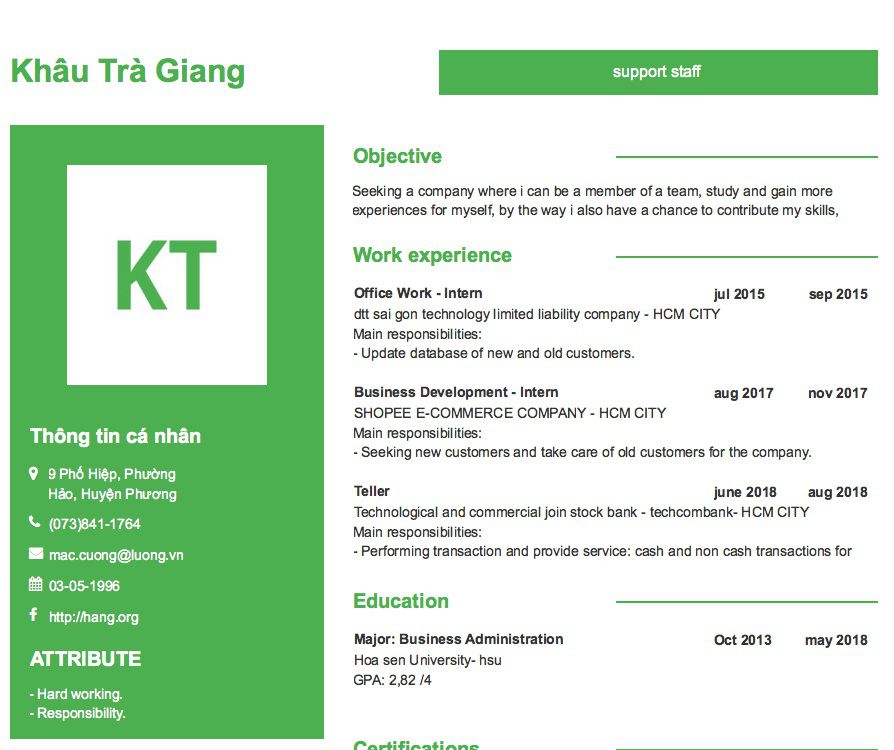 Khâu Trà Giang
support staff
KT
Thông tin cá nhân
9 Phố Hiệp, Phường
Hảo, Huyện Phương
(073)841-1764
mac.cuong@luong.vn
03-05-1996
http://hang.org
ATTRIBUTE
- Hard working.
- Responsibility.
Objective
Seeking a company where i can be a member of a team, study and gain more
experiences for myself, by the way i also have a chance to contribute my skills,
Work experience
Office Work - Intern jul 2015 sep 2015
dtt sai gon technology limited liability company - HCM CITY
Main responsibilities:
- Update database of new and old customers.
Business Development - Intern aug 2017 nov 2017
SHOPEE E-COMMERCE COMPANY - HCM CITY
Main responsibilities:
- Seeking new customers and take care of old customers for the company.
Teller june 2018 aug 2018
Technological and commercial join stock bank - techcombank- HCM CITY
Main responsibilities:
- Performing transaction and provide service: cash and non cash transactions for
Education
Major: Business Administration Oct 2013 may 2018
Hoa sen University- hsu
GPA: 2,82 /4
Certifications